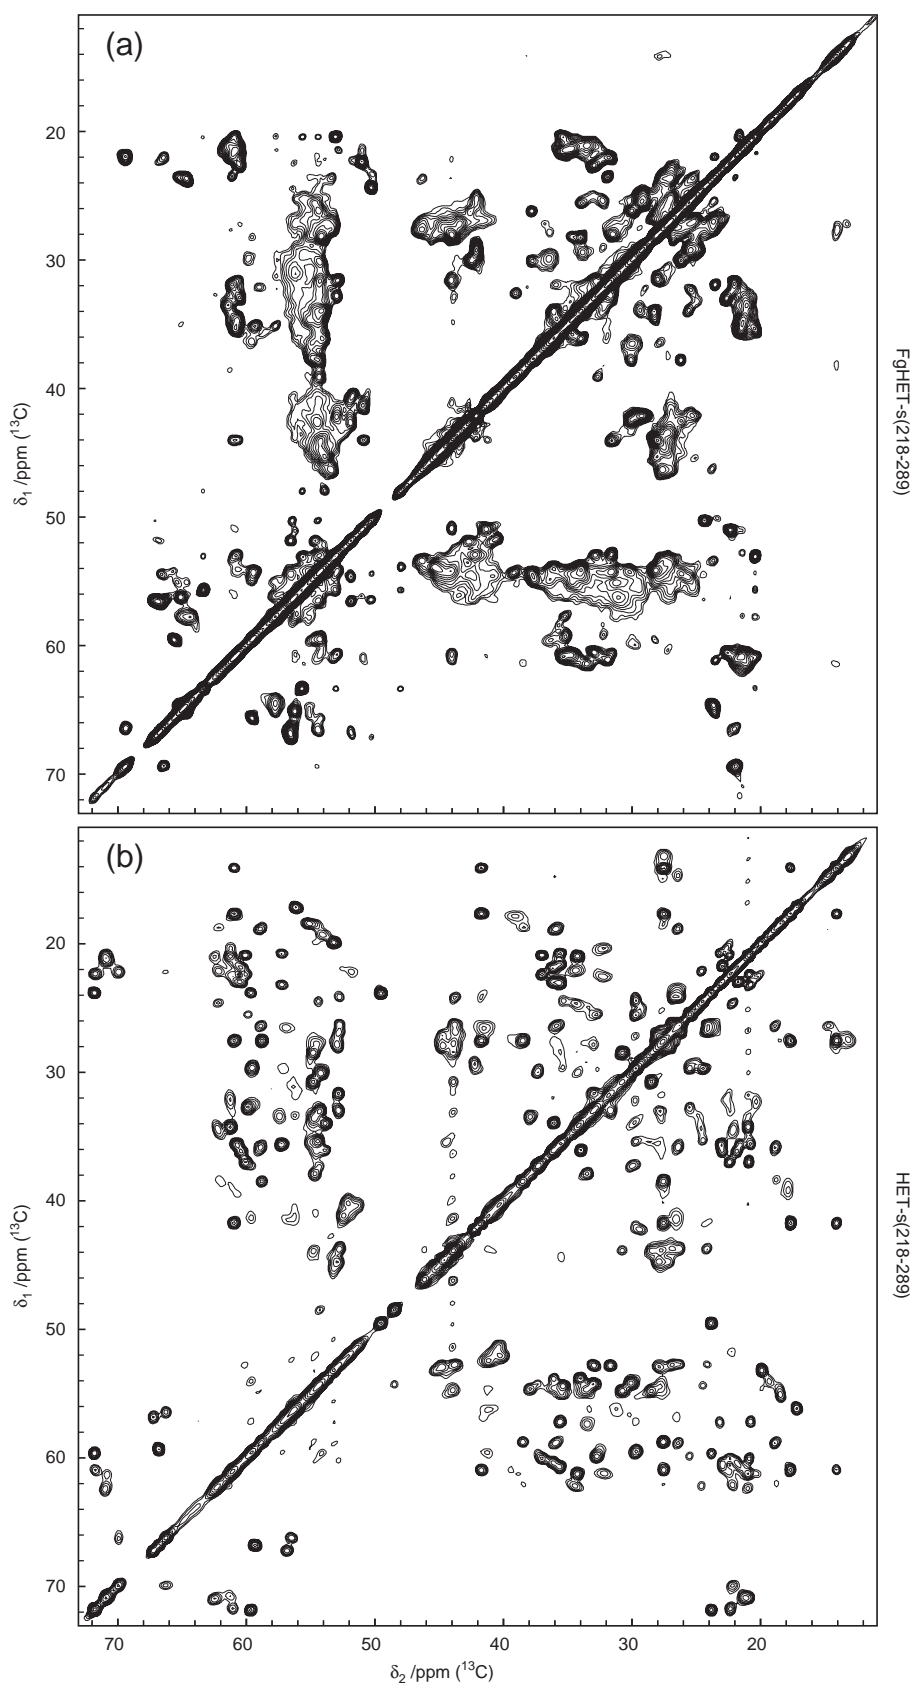 (a)
20
30
40
50
60
70
δ1 /ppm (13C)
FgHET-s(218-289)
(b)
20
30
40
50
60
70
δ1 /ppm (13C)
HET-s(218-289)
70 60 50 40 30 20
δ2 /ppm (13C)